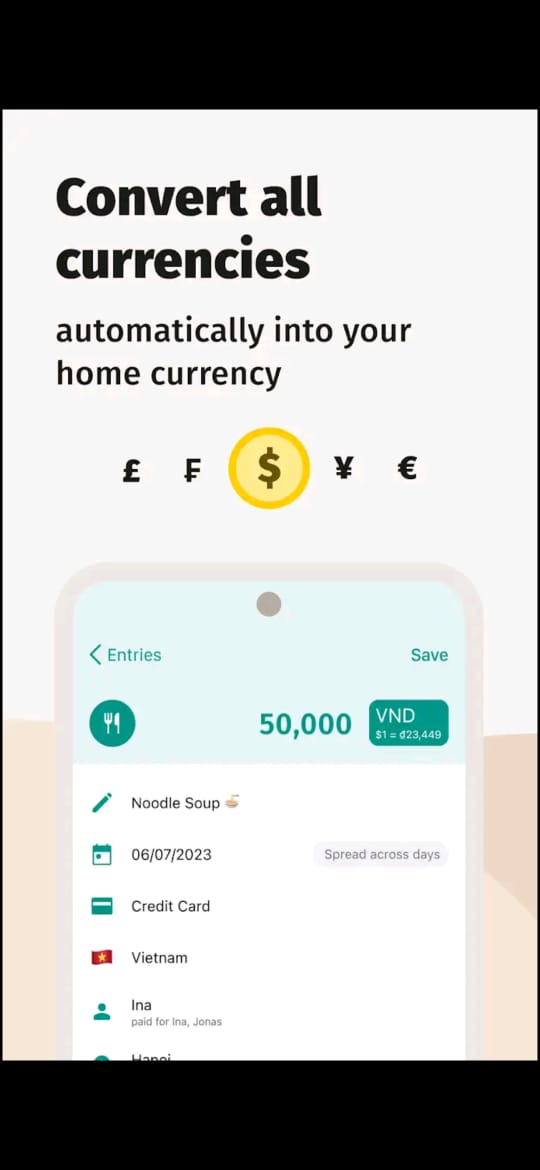 Convert all
currencies
automatically into your
home currency
£ ₣ $ ¥ €
Entries
Save
50,000
VND
$1 = ₫23,449
Noodle Soup 🍜
06/07/2023
Spread across days
Credit Card
Vietnam
Ina
paid for Ina, Jonas
Hanoi